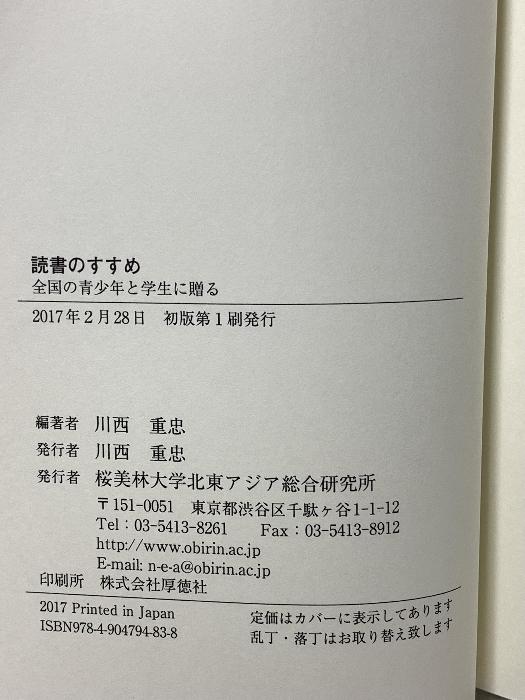 読書のすすめ
全国の青少年と学生に贈る
2017年2月28日　初版第1刷発行
編著者　川西　重忠
発行者　川西　重忠
発行者　桜美林大学北東アジア総合研究所
〒151-0051　東京都渋谷区千駄ヶ谷1-1-12
Tel：03-5413-8261　Fax：03-5413-8912
http://www.obirin.ac.jp
E-mail: n-e-a@obirin.ac.jp
印刷所　株式会社厚徳社
2017 Printed in Japan　定価はカバーに表示してあります
ISBN978-4-904794-83-8　乱丁・落丁はお取り替え致します